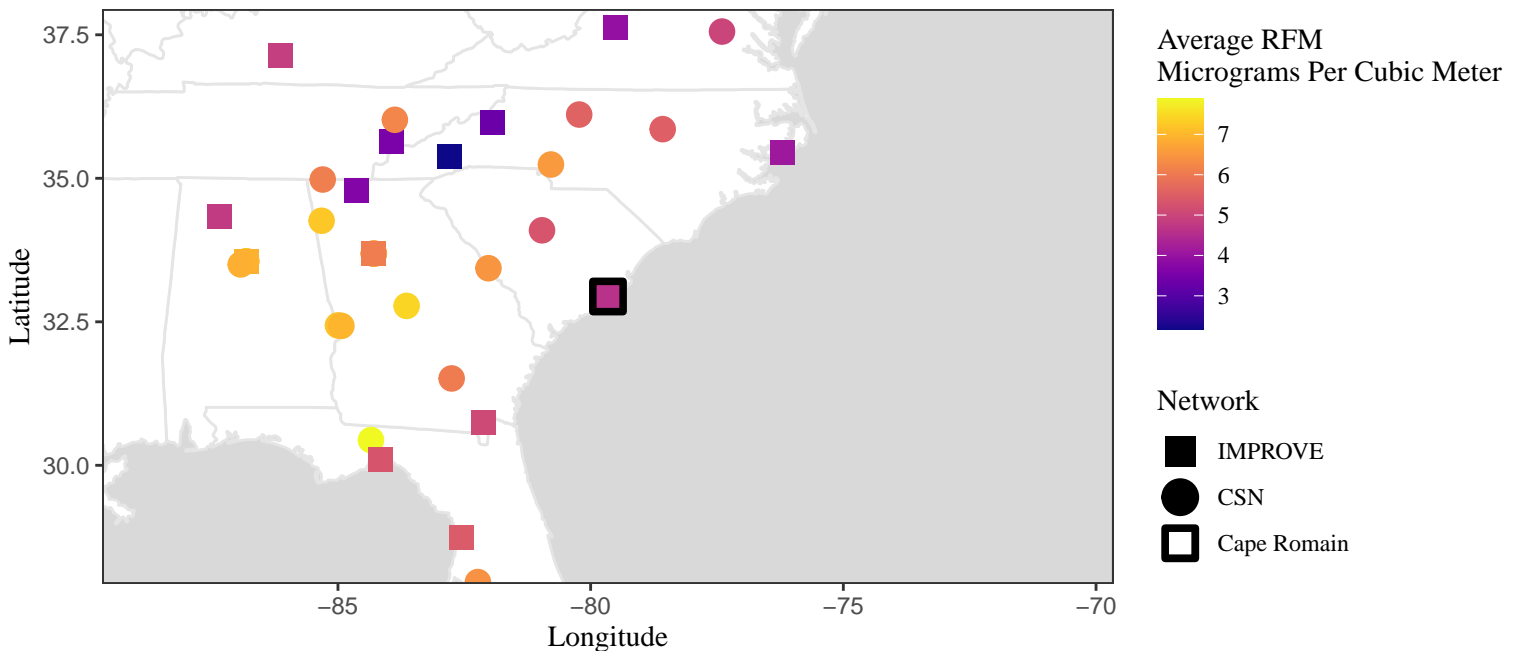 37.5
35.0
32.5
30.0
Latitude
−85
−80
−75
−70
Longitude
Average RFM
Micrograms Per Cubic Meter
7
6
5
4
3
Network
IMPROVE
CSN
Cape Romain